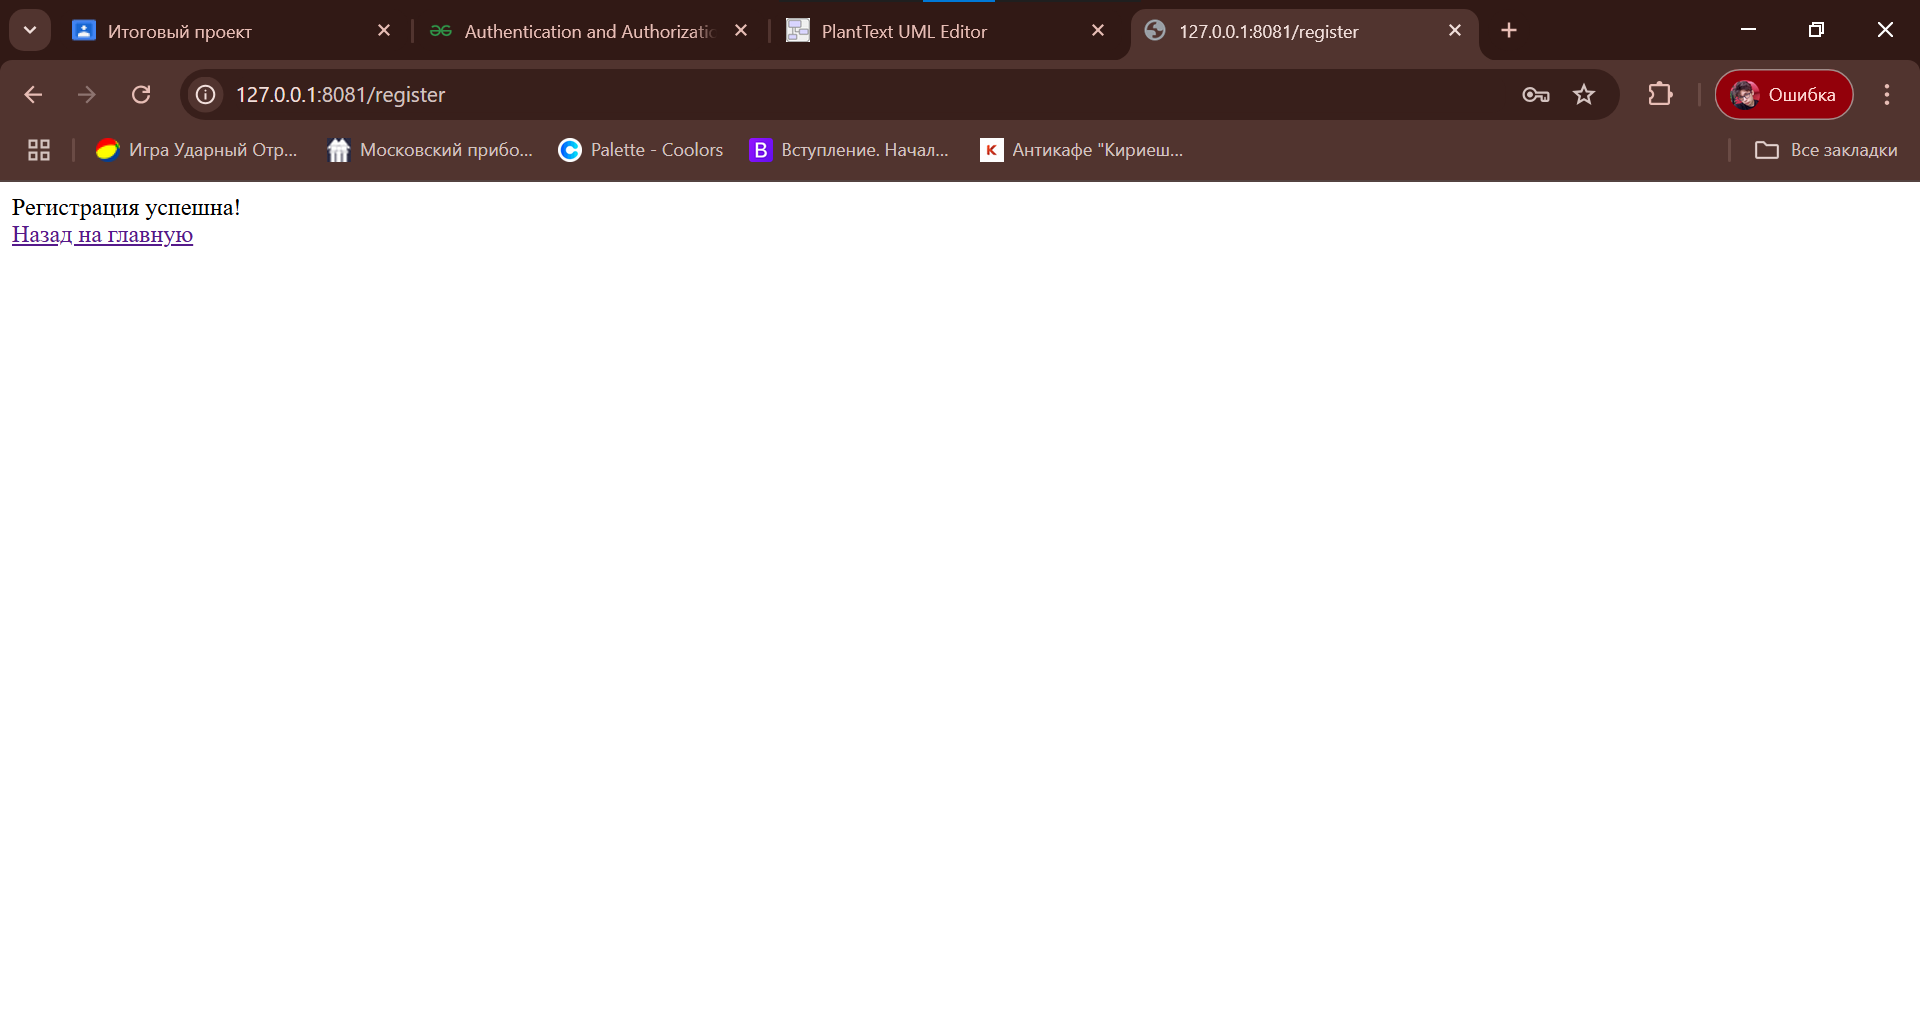 Итоговый проект
Authentication and Authorizatic
PlantText UML Editor
127.0.0.1:8081/register
127.0.0.1:8081/register
Ошибка
Игра Ударный Отр...
Московский прибо...
Palette - Coolors
B Вступление. Начал...
К Антикафе "Кириеш...
Все закладки
Регистрация успешна!
Назад на главную